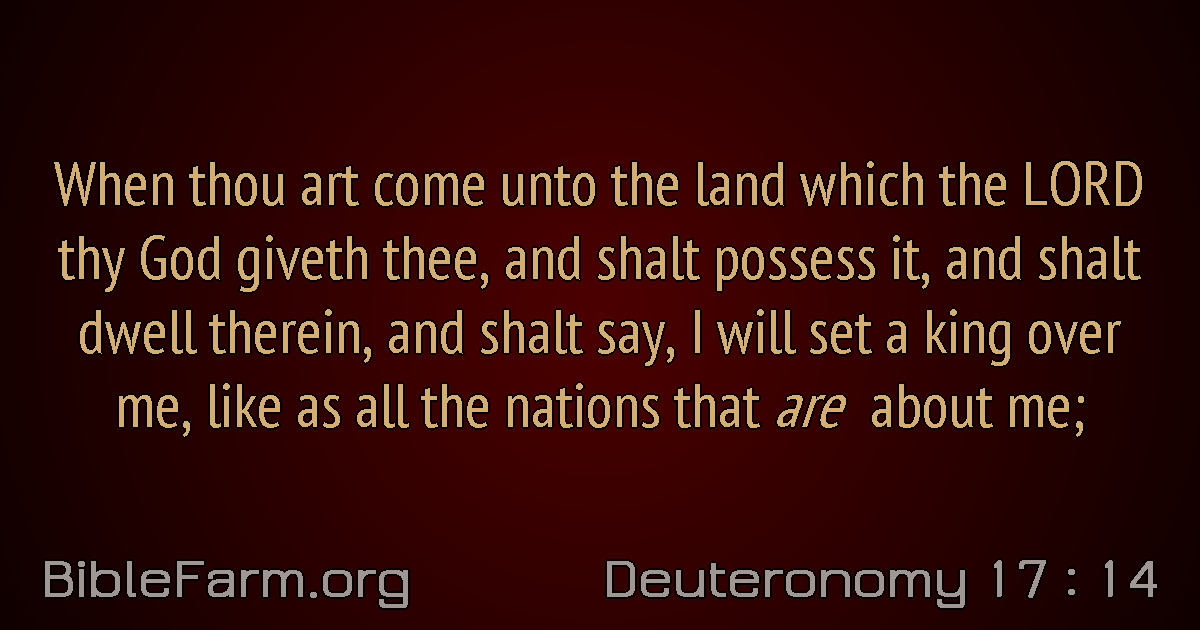 When thou art come unto the land which the LORD
thy God giveth thee, and shalt possess it, and shalt
dwell therein, and shalt say, I will set a king over
me, like as all the nations that are about me;
BibleFarm.org
Deuteronomy 17 : 14